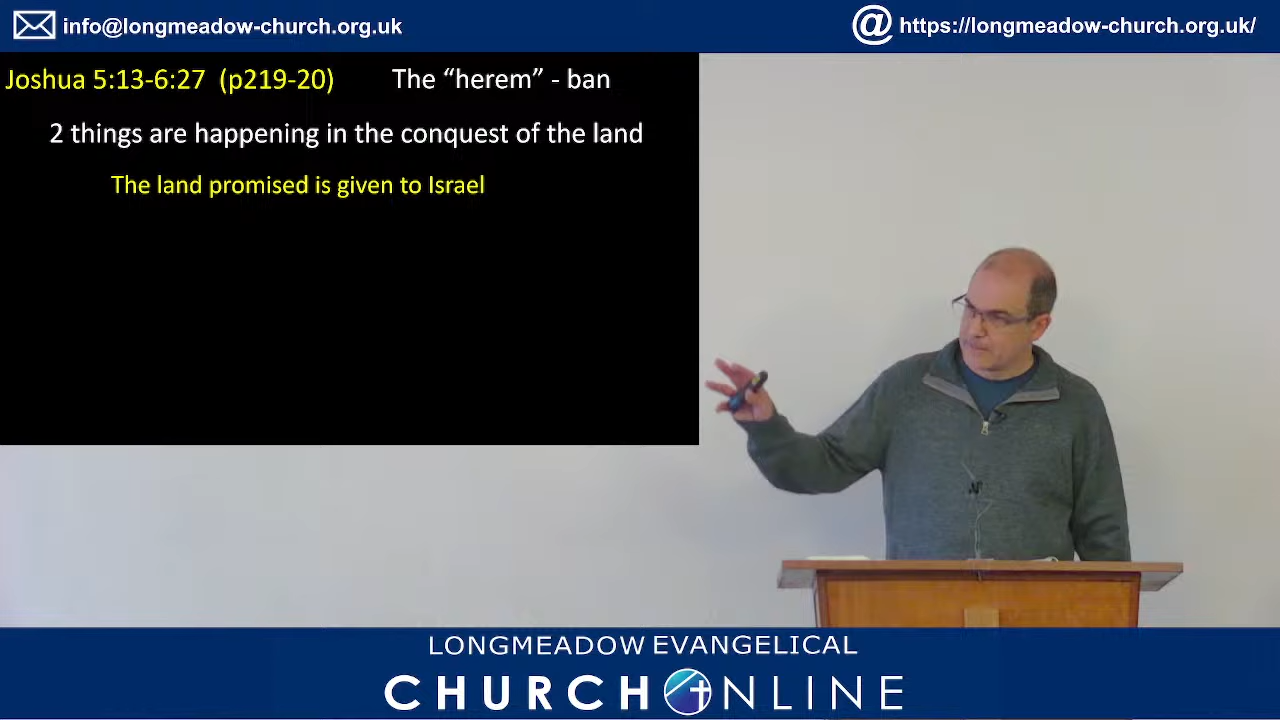 info@longmeadow-church.org.uk
https://longmeadow-church.org.uk/
Joshua 5:13-6:27 (p219-20) The “herem” - ban
2 things are happening in the conquest of the land
The land promised is given to Israel
LONGMEADOW EVANGELICAL
CHURCH ONLINE